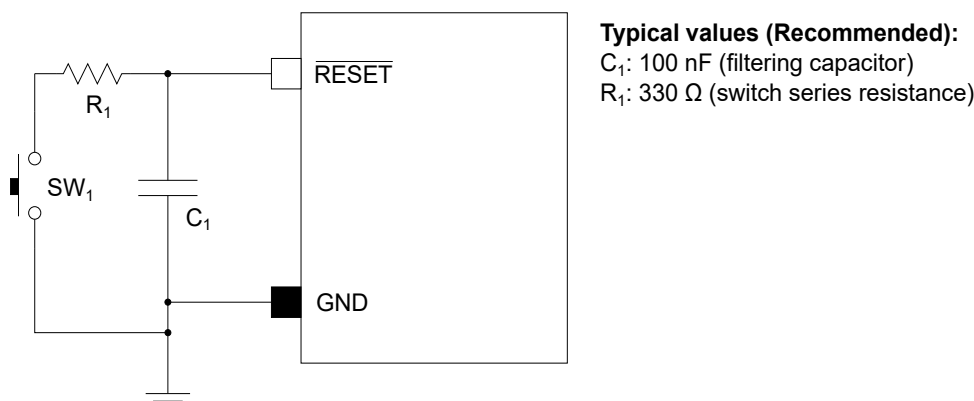 RESET
R₁
SW₁
C₁
GND
Typical values (Recommended):
C₁: 100 nF (filtering capacitor)
R₁: 330 Ω (switch series resistance)